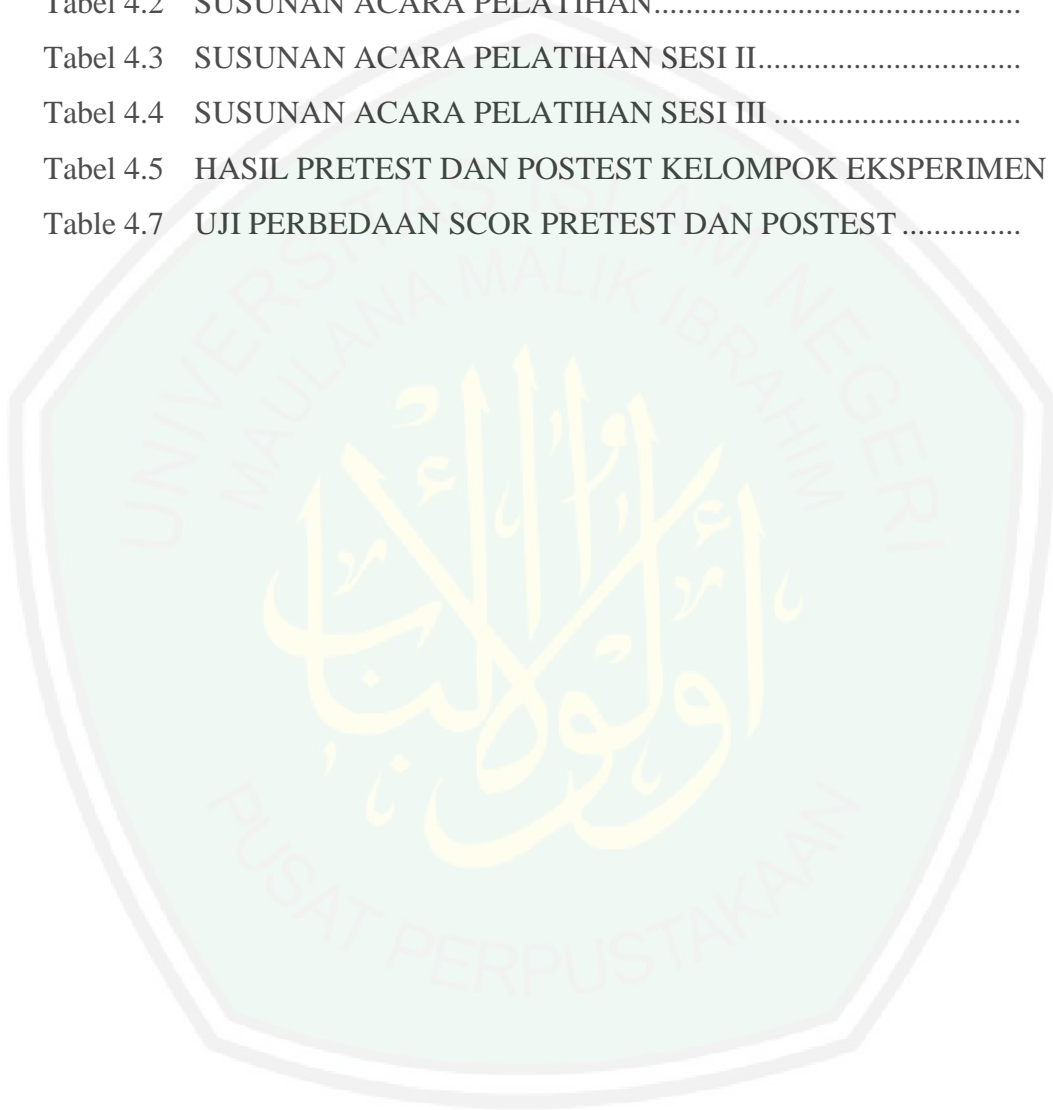 Tabel 4.2 SUSUNAN ACARA PELATIHAN.......................................
Tabel 4.3 SUSUNAN ACARA PELATIHAN SESI II............................
Tabel 4.4 SUSUNAN ACARA PELATIHAN SESI III ..........................
Tabel 4.5 HASIL PRETEST DAN POSTEST KELOMPOK EKSPERIMEN
Table 4.7 UJI PERBEDAAN SCOR PRETEST DAN POSTEST ..............
UNIVERSITAS ISLAM NEGERI
MAULANA MALIK IBRAHIM
أولو الألباب
PUSAT PERPUSTAKAAN